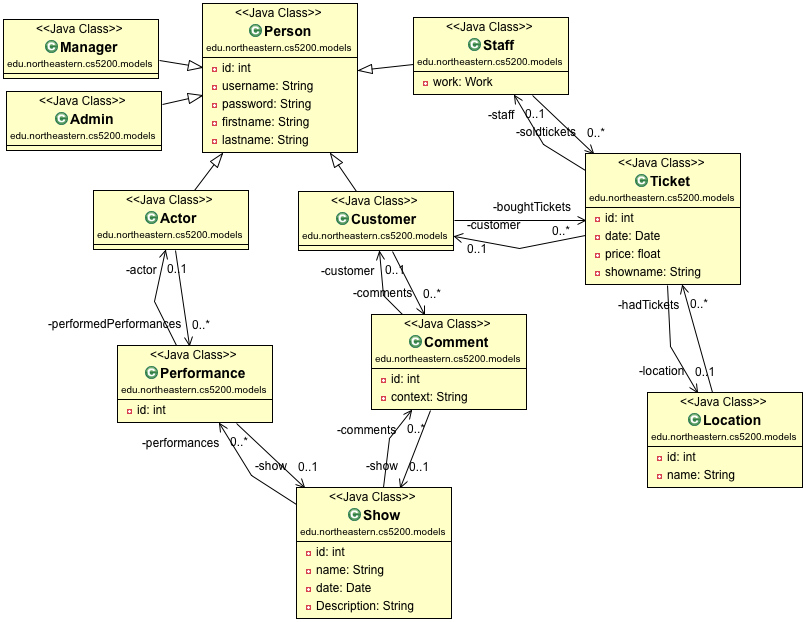 <<Java Class>>
Manager
edu.northeastern.cs5200.models
<<Java Class>>
Admin
edu.northeastern.cs5200.models
<<Java Class>>
Person
edu.northeastern.cs5200.models
id: int
username: String
password: String
firstname: String
lastname: String
<<Java Class>>
Staff
edu.northeastern.cs5200.models
work: Work
-staff
0..1
-soldtickets
0..*
<<Java Class>>
Ticket
edu.northeastern.cs5200.models
id: int
date: Date
price: float
showname: String
<<Java Class>>
Actor
edu.northeastern.cs5200.models
<<Java Class>>
Customer
edu.northeastern.cs5200.models
-boughtTickets
-customer
0..*
0..1
-actor
0..1
-performedPerformances
0..*
-customer
0..1
-comments
0..*
-hadTickets
0..*
-location
0..1
<<Java Class>>
Performance
edu.northeastern.cs5200.models
id: int
<<Java Class>>
Comment
edu.northeastern.cs5200.models
id: int
context: String
<<Java Class>>
Location
edu.northeastern.cs5200.models
id: int
name: String
-performances
0..*
-show
0..1
-comments
0..*
-show
0..1
<<Java Class>>
Show
edu.northeastern.cs5200.models
id: int
name: String
date: Date
Description: String